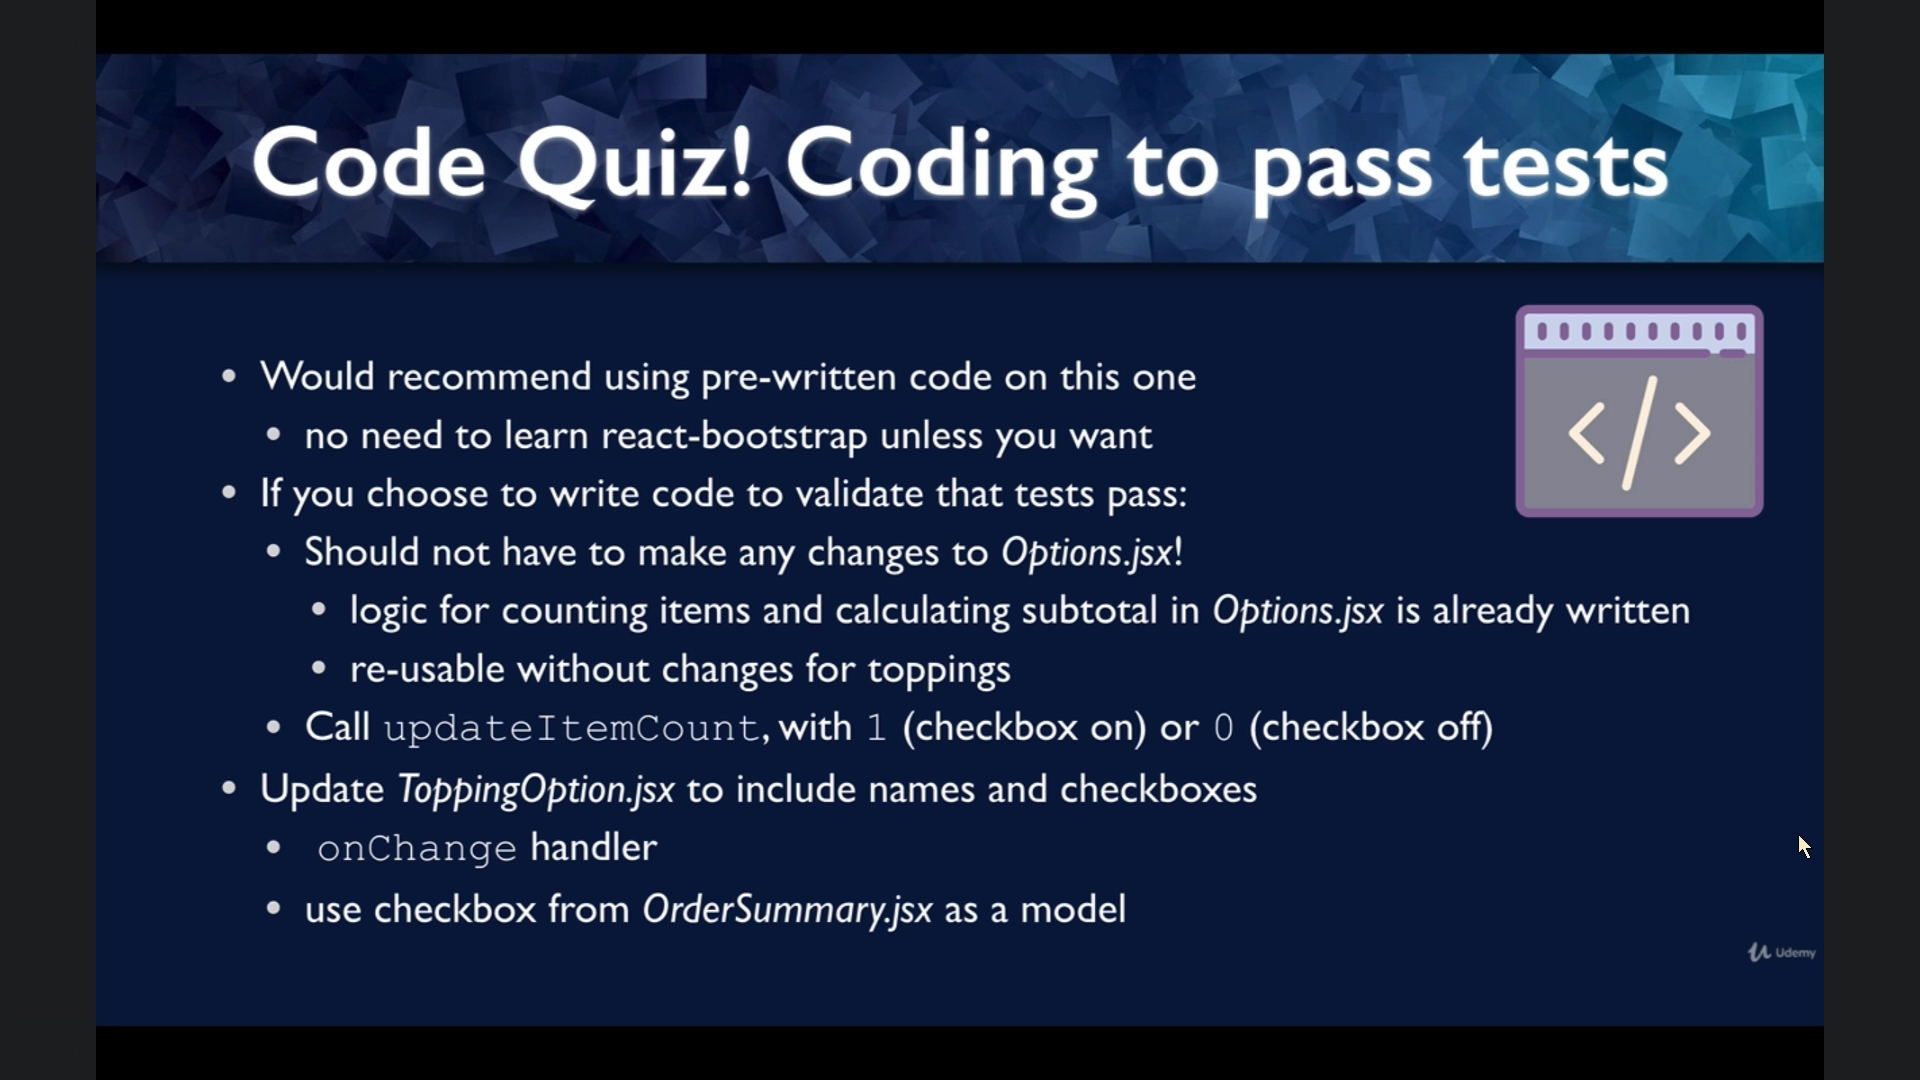 Code Quiz! Coding to pass tests
• Would recommend using pre-written code on this one
• no need to learn react-bootstrap unless you want
• If you choose to write code to validate that tests pass:
• Should not have to make any changes to Options.jsx!
• logic for counting items and calculating subtotal in Options.jsx is already written
• re-usable without changes for toppings
• Call updateItemCount, with 1 (checkbox on) or 0 (checkbox off)
• Update ToppingOption.jsx to include names and checkboxes
• onChange handler
• use checkbox from OrderSummary.jsx as a model
</>
Udemy